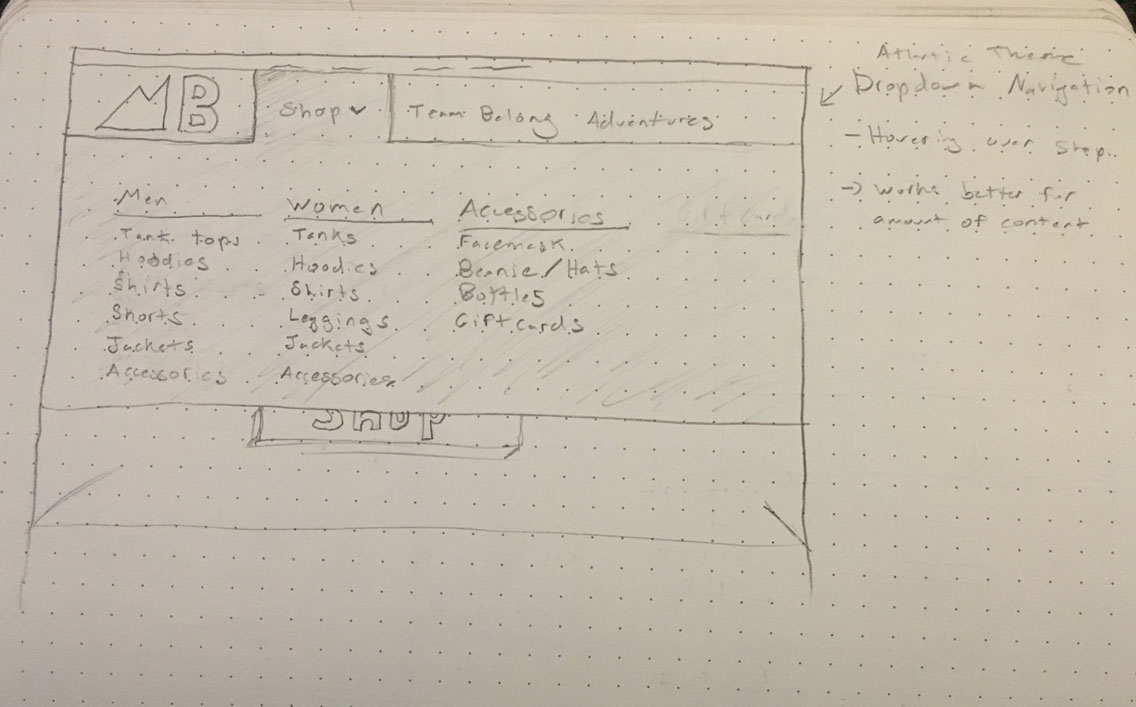 Atlantic Theme
Dropdown Navigation
- Hovering over Shop..
-> works better for
amount of content
MB
Shop
Team Belong Adventures
Men
Tank tops
Hoodies
Shirts
Shorts
Jackets
Accessories
Women
Tanks
Hoodies
Shirts
Leggings
Jackets
Accessories
Accessories
Facemask
Beanie/Hats
Bottles
Gift cards
Gift Card
SHOP